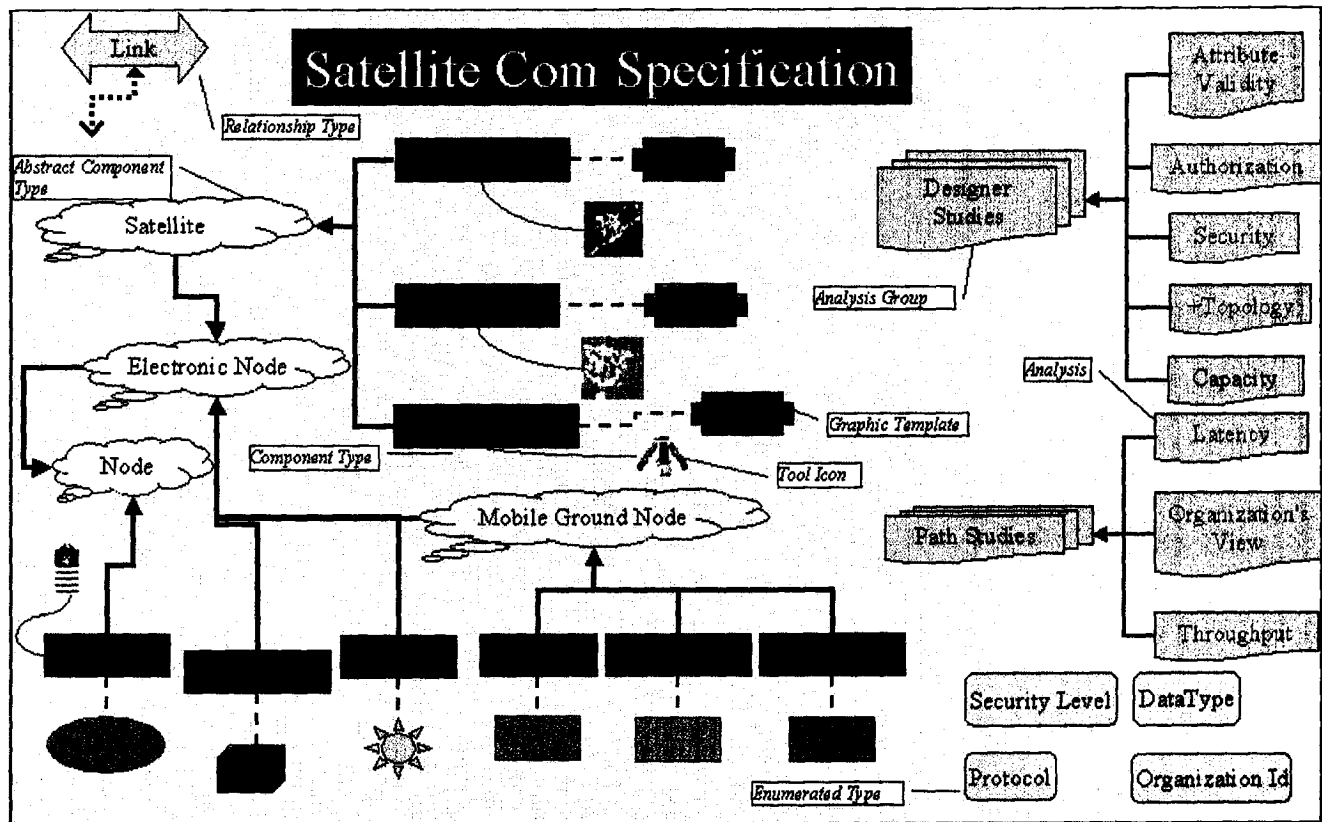 Link
Satellite Com Specification
Relationship Type
Abstract Component
Type
Satellite
Electronic Node
Node
Component Type
Mobile Ground Node
Tool Icon
Graphic Template
Designer
Studies
Analysis Group
Attribute
Validity
Authorization
Security
+Topology
Capacity
Analysis
Latency
Path Studies
Organization's
View
Throughput
Security Level
DataType
Enumerated Type
Protocol
Organization Id